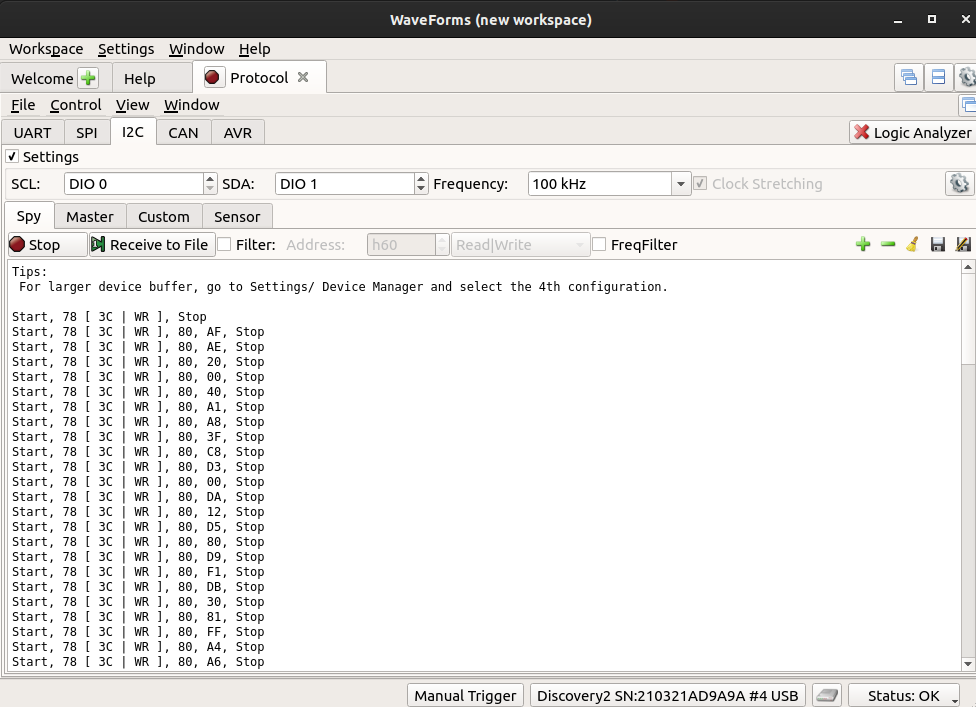 WaveForms (new workspace)
Workspace Settings Window Help
Welcome Help Protocol
File Control View Window
UART SPI I2C CAN AVR Logic Analyzer
Settings
SCL: DIO 0 SDA: DIO 1 Frequency: 100 kHz Clock Stretching
Spy Master Custom Sensor
Stop Receive to File Filter: Address: h60 Read|Write FreqFilter
Tips:
For larger device buffer, go to Settings/ Device Manager and select the 4th configuration.
Start, 78 [ 3C | WR ], Stop
Start, 78 [ 3C | WR ], 80, AF, Stop
Start, 78 [ 3C | WR ], 80, AE, Stop
Start, 78 [ 3C | WR ], 80, 20, Stop
Start, 78 [ 3C | WR ], 80, 00, Stop
Start, 78 [ 3C | WR ], 80, 40, Stop
Start, 78 [ 3C | WR ], 80, A1, Stop
Start, 78 [ 3C | WR ], 80, A8, Stop
Start, 78 [ 3C | WR ], 80, 3F, Stop
Start, 78 [ 3C | WR ], 80, C8, Stop
Start, 78 [ 3C | WR ], 80, D3, Stop
Start, 78 [ 3C | WR ], 80, 00, Stop
Start, 78 [ 3C | WR ], 80, DA, Stop
Start, 78 [ 3C | WR ], 80, 12, Stop
Start, 78 [ 3C | WR ], 80, D5, Stop
Start, 78 [ 3C | WR ], 80, 80, Stop
Start, 78 [ 3C | WR ], 80, D9, Stop
Start, 78 [ 3C | WR ], 80, F1, Stop
Start, 78 [ 3C | WR ], 80, DB, Stop
Start, 78 [ 3C | WR ], 80, 30, Stop
Start, 78 [ 3C | WR ], 80, 81, Stop
Start, 78 [ 3C | WR ], 80, FF, Stop
Start, 78 [ 3C | WR ], 80, A4, Stop
Start, 78 [ 3C | WR ], 80, A6, Stop
Manual Trigger Discovery2 SN:210321AD9A9A #4 USB Status: OK